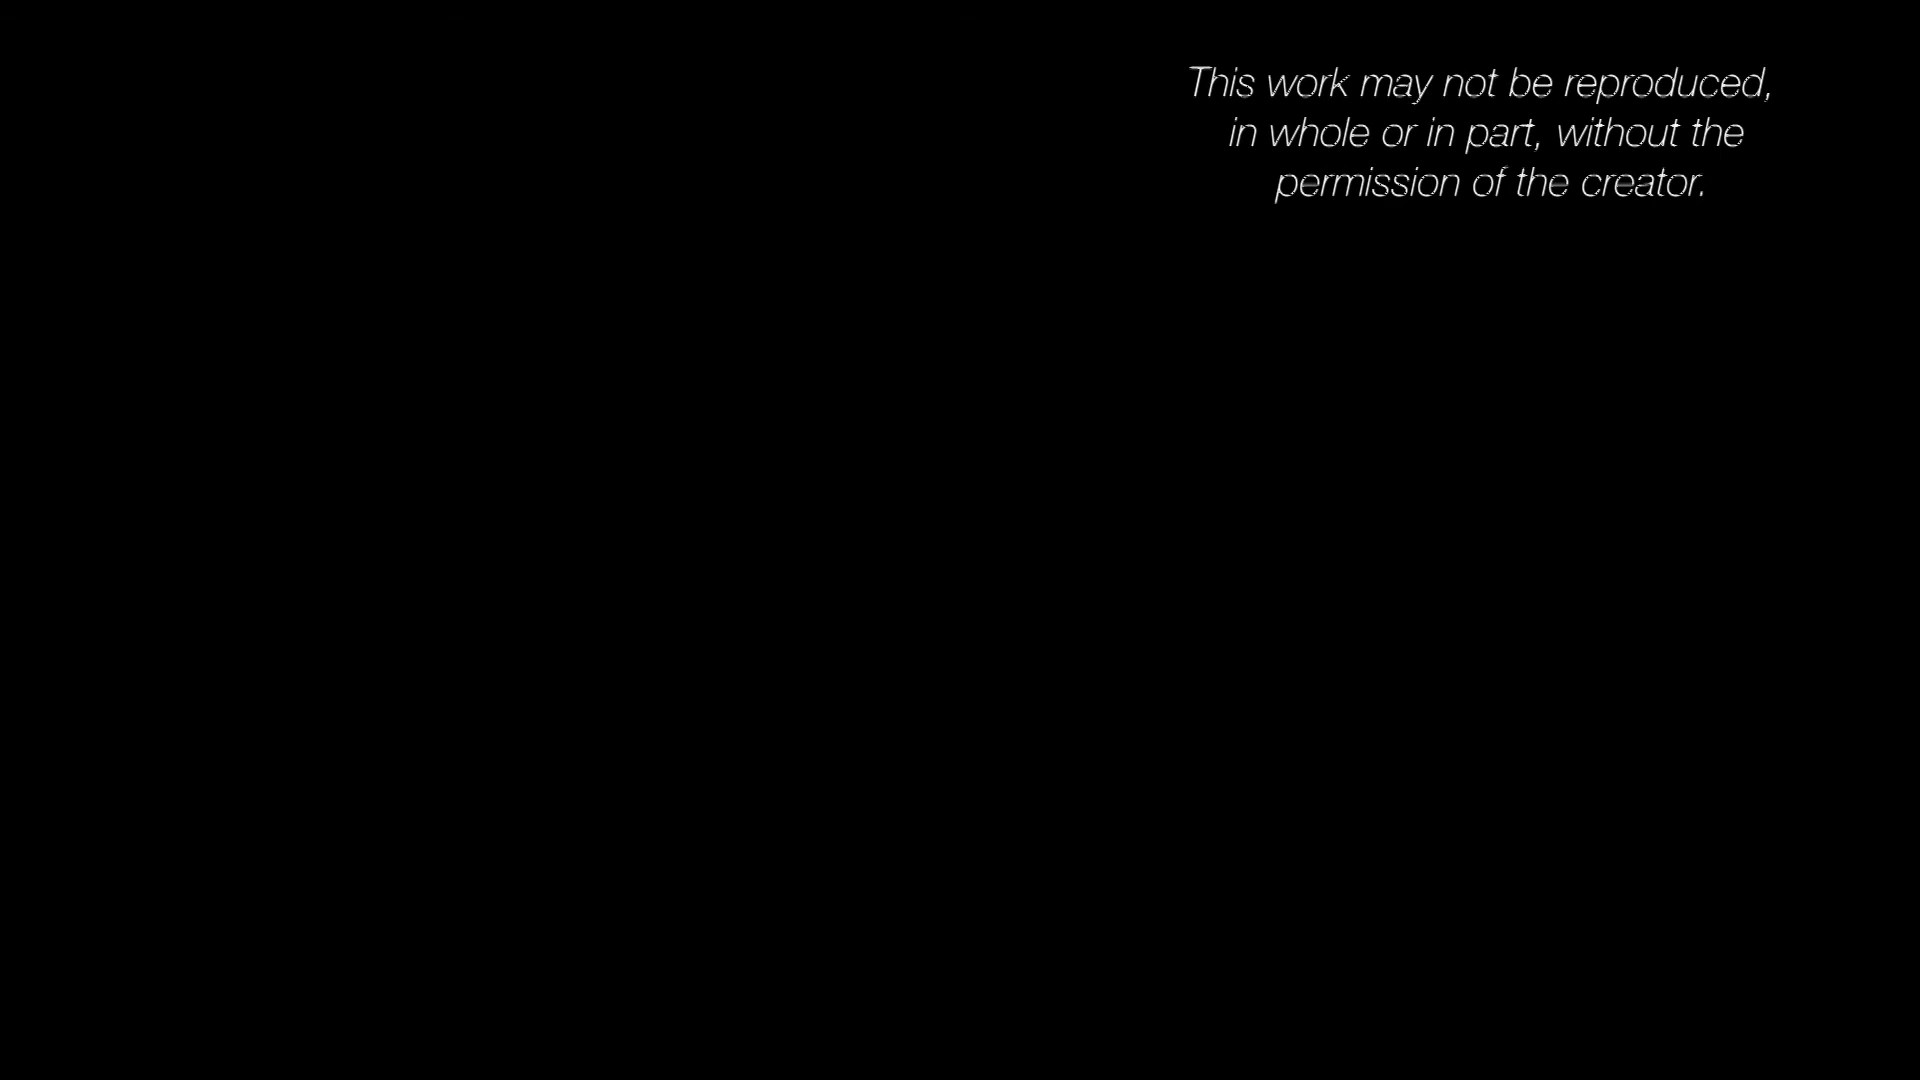 This work may not be reproduced,
in whole or in part, without the
permission of the creator.